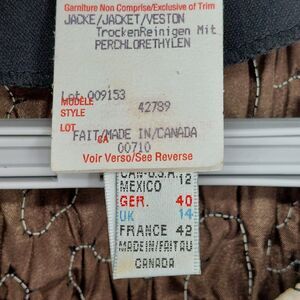 Garniture Non Comprise/Exclusive of Trim
JACKE/JACKET/VESTON
TrockenReinigen Mit
PERCHLORETHYLEN
Lot 009153
MODELE
STYLE 42789
LOT CA
FAIT/MADE IN/CANADA
00710
Voir Verso/See Reverse
CAN-U.S.A. 12
MEXICO
GER. 40
UK 14
FRANCE 42
MADE IN/FAIT AU
CANADA